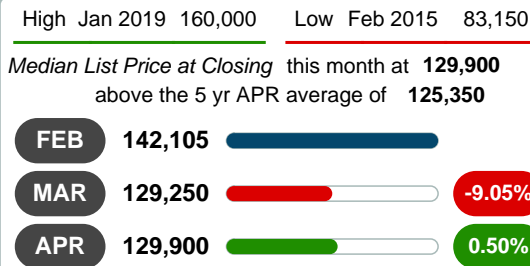 High Jan 2019 160,000 Low Feb 2015 83,150
Median List Price at Closing this month at 129,900
above the 5 yr APR average of 125,350
FEB 142,105
MAR 129,250 -9.05%
APR 129,900 0.50%